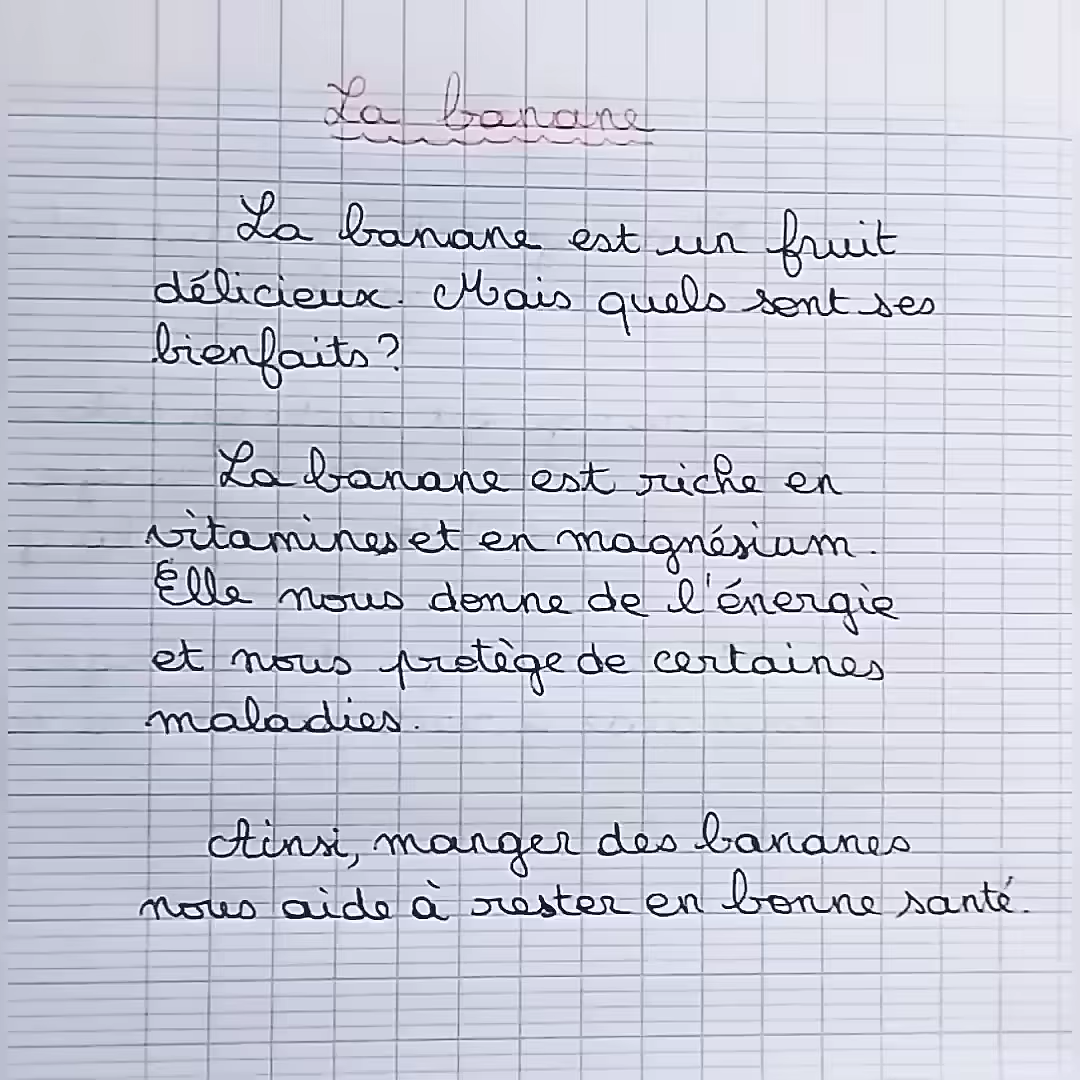 La banane
La banane est un fruit
délicieux. Mais quels sont ses
bienfaits ?
La banane est riche en
vitamines et en magnésium.
Elle nous donne de l'énergie
et nous protège de certaines
maladies.
Ainsi, manger des bananes
nous aide à rester en bonne santé.